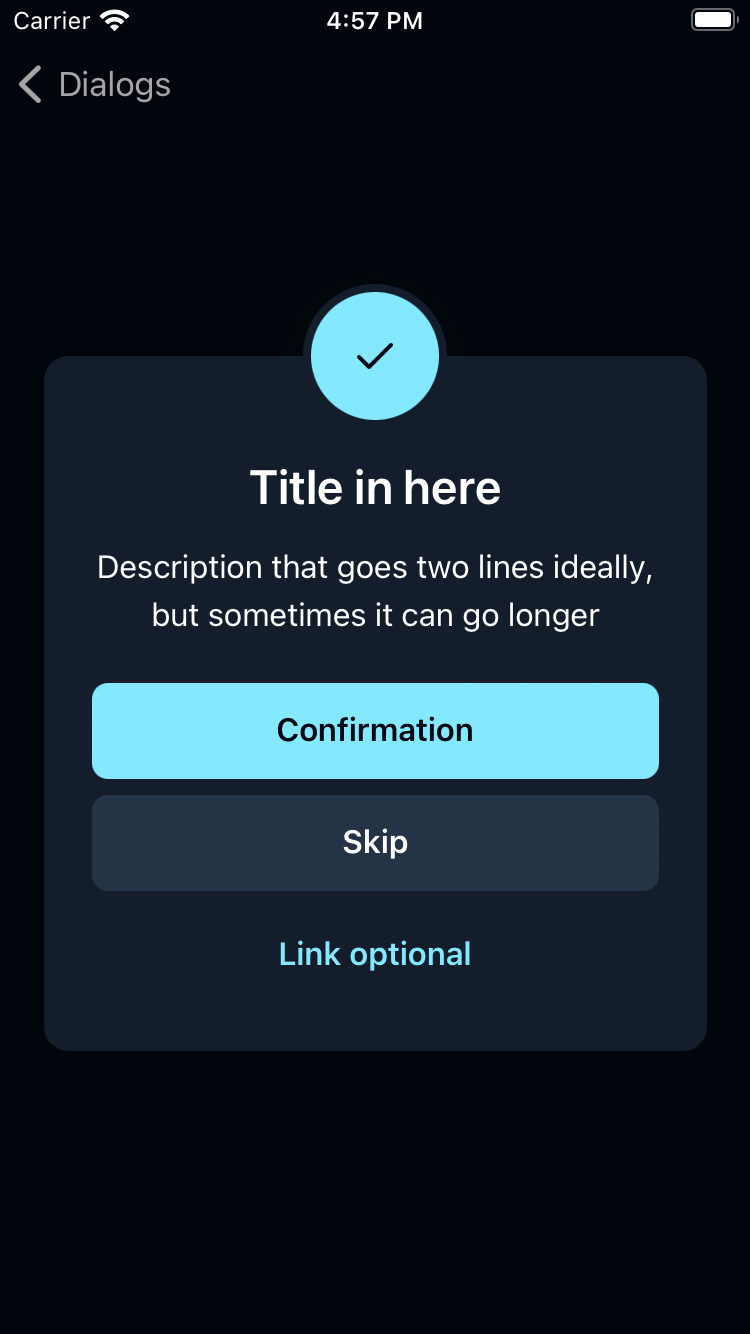 Carrier 4:57 PM
Dialogs
Title in here
Description that goes two lines ideally,
but sometimes it can go longer
Confirmation
Skip
Link optional